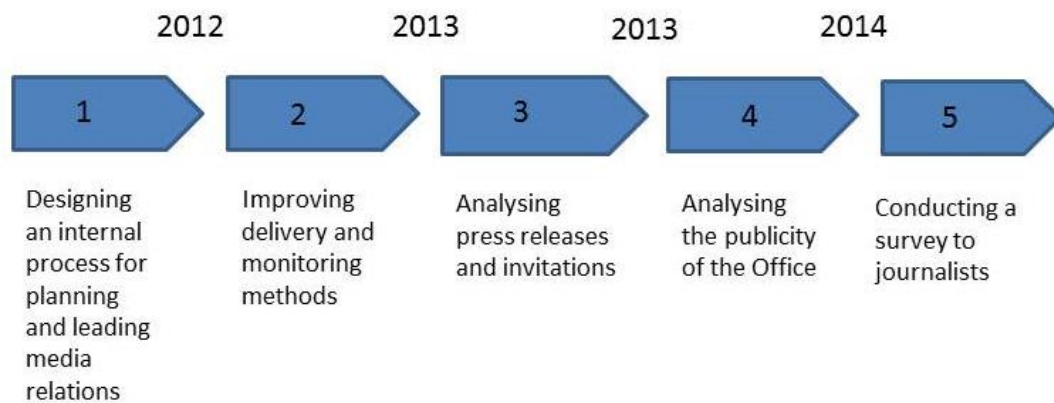 2012
2013
2013
2014
1
2
3
4
5
Designing
an internal
process for
planning
and leading
media
relations
Improving
delivery and
monitoring
methods
Analysing
press releases
and invitations
Analysing
the publicity
of the Office
Conducting a
survey to
journalists